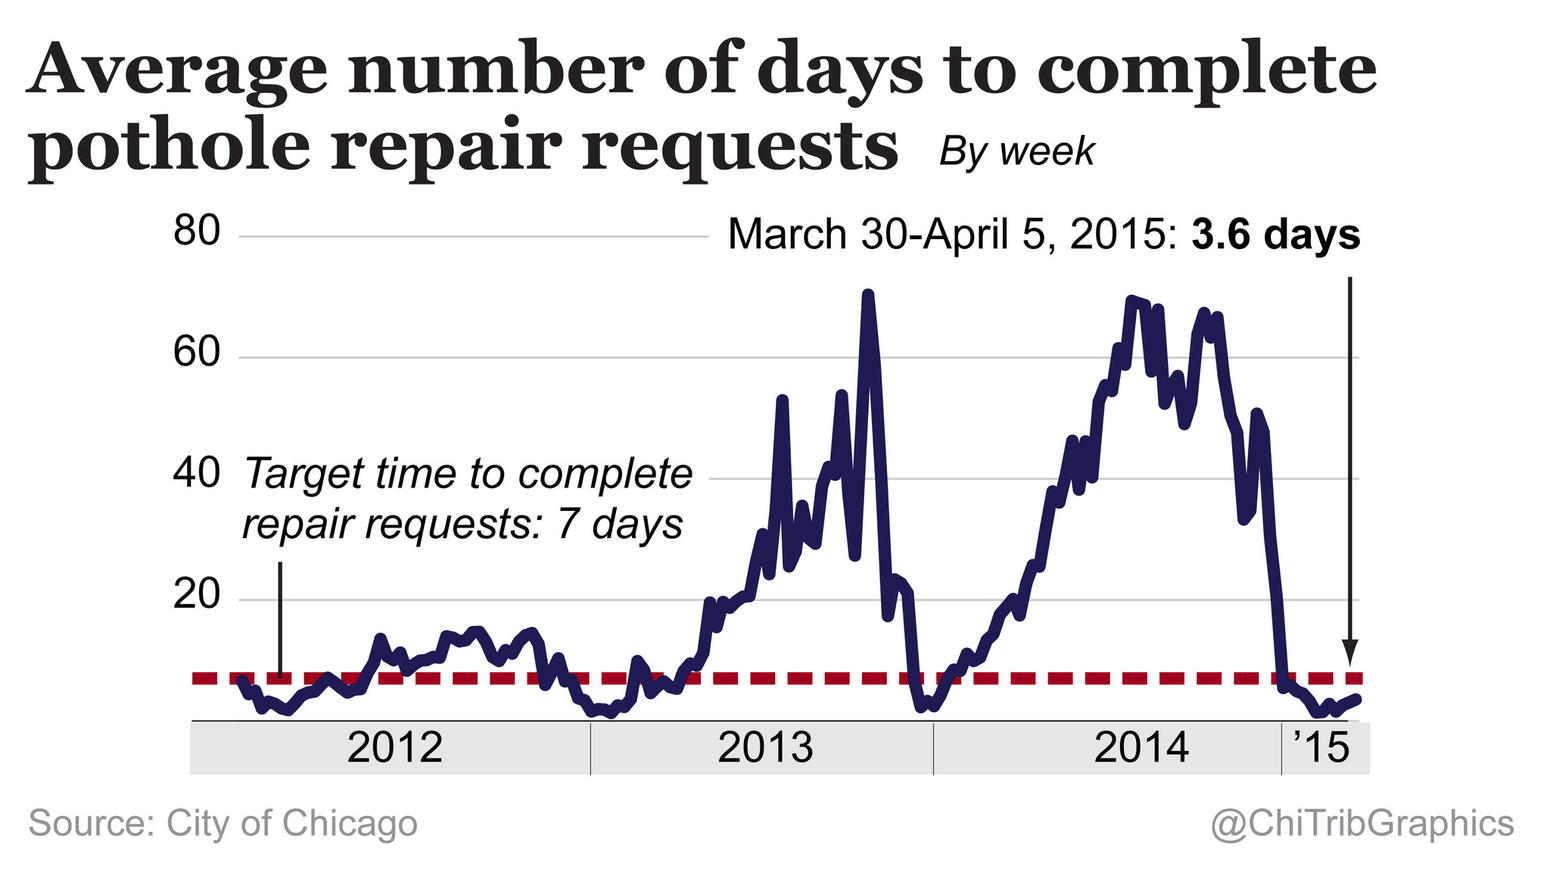 Average number of days to complete
pothole repair requests By week
80
March 30-April 5, 2015: 3.6 days
60
40
Target time to complete
repair requests: 7 days
20
2012 2013 2014 ’15
Source: City of Chicago
@ChiTribGraphics